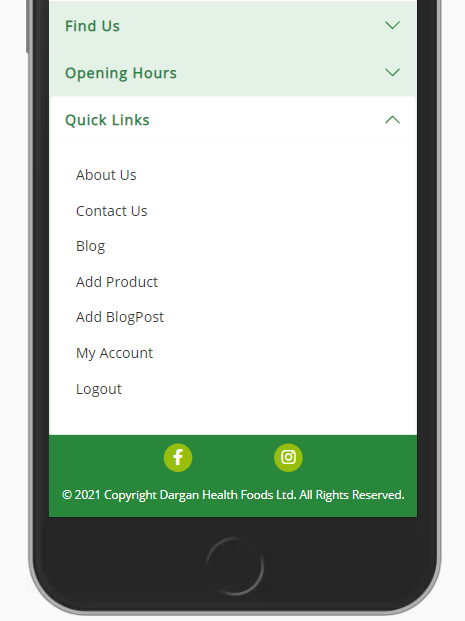 Find Us
Opening Hours
Quick Links
About Us
Contact Us
Blog
Add Product
Add BlogPost
My Account
Logout
© 2021 Copyright Dargan Health Foods Ltd. All Rights Reserved.